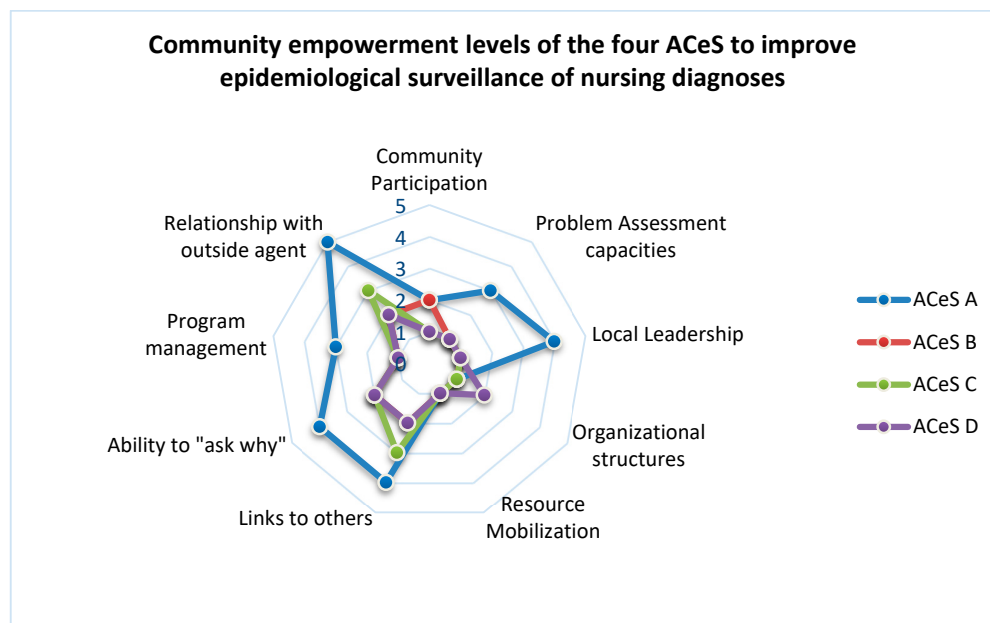 Community empowerment levels of the four ACeS to improve
epidemiological surveillance of nursing diagnoses
Community
Participation
Problem Assessment
capacities
Local Leadership
Organizational
structures
Resource
Mobilization
Links to others
Ability to "ask why"
Program
management
Relationship with
outside agent
5
4
3
2
1
0
ACeS A
ACeS B
ACeS C
ACeS D